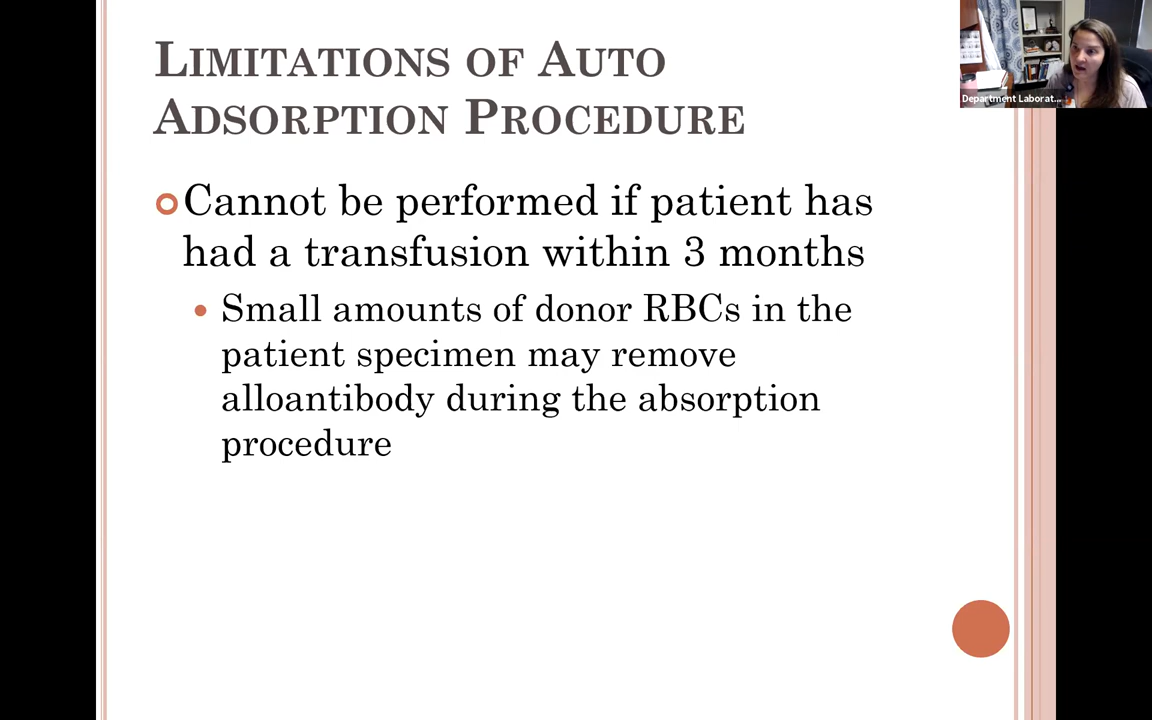 LIMITATIONS OF AUTO
ADSORPTION PROCEDURE
Cannot be performed if patient has
had a transfusion within 3 months
Small amounts of donor RBCs in the
patient specimen may remove
alloantibody during the absorption
procedure
Department Laborat...